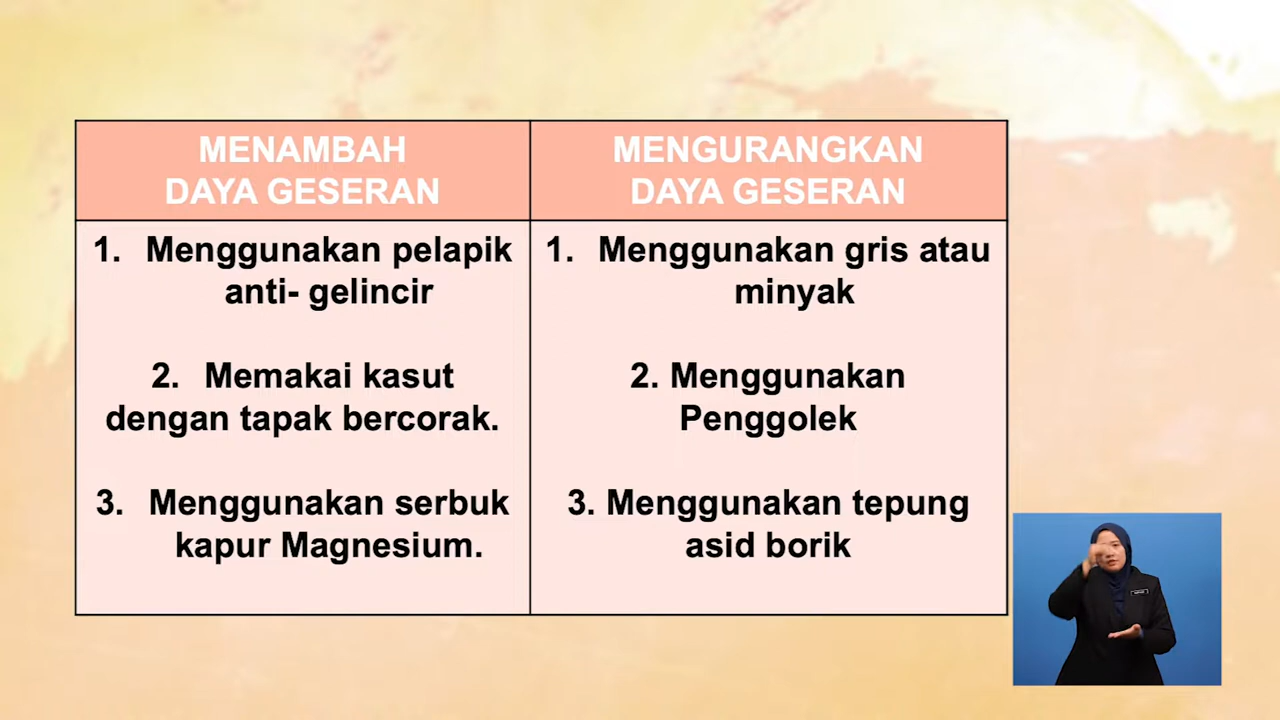 MENAMBAH
DAYA GESERAN
MENGURANGKAN
DAYA GESERAN
1. Menggunakan pelapik
anti- gelincir
2. Memakai kasut
dengan tapak bercorak.
3. Menggunakan serbuk
kapur Magnesium.
1. Menggunakan gris atau
minyak
2. Menggunakan
Penggolek
3. Menggunakan tepung
asid borik